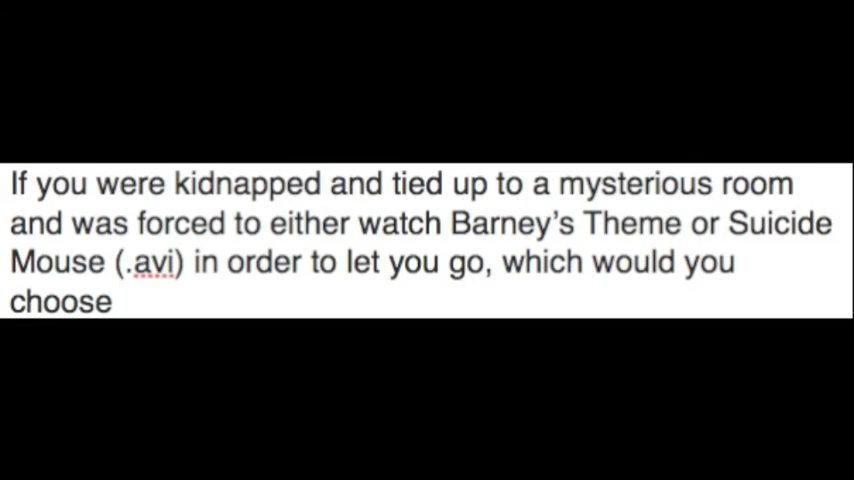 If you were kidnapped and tied up to a mysterious room
and was forced to either watch Barney’s Theme or Suicide
Mouse (.avi) in order to let you go, which would you
choose